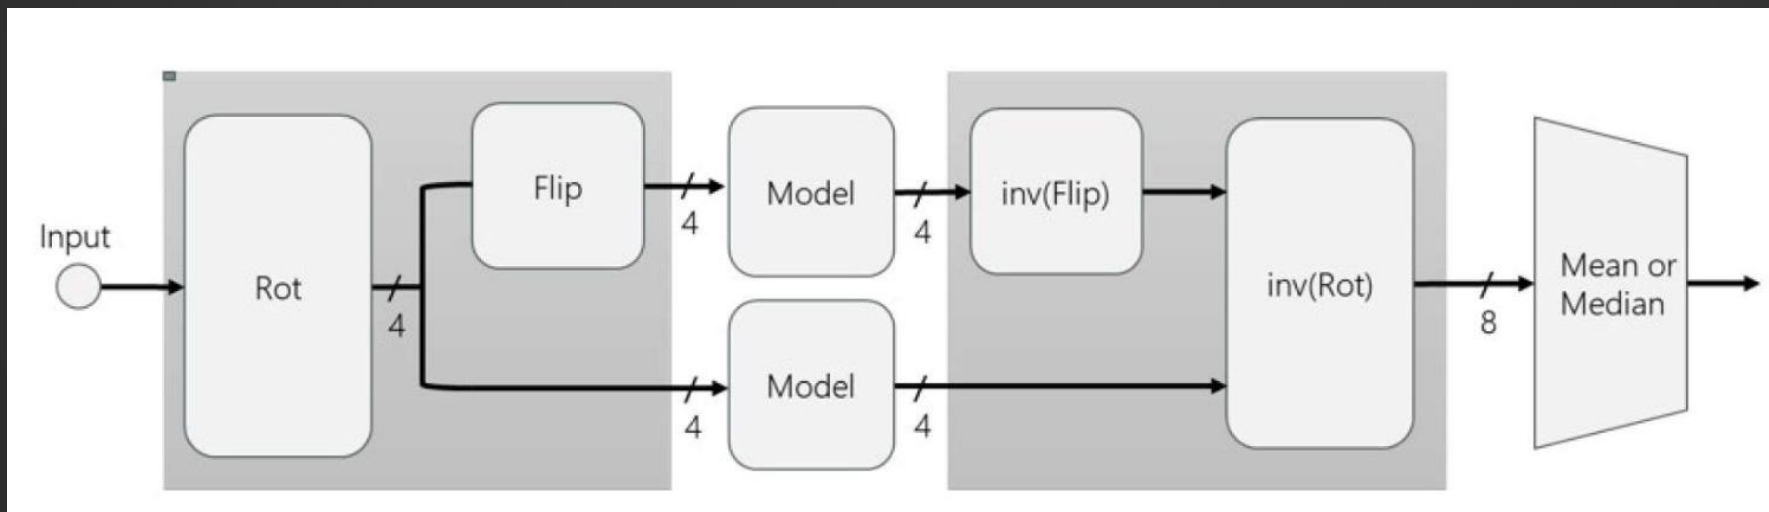 Input
Rot
4
Flip
4
4
Model
Model
4
4
inv(Flip)
inv(Rot)
8
Mean or
Median